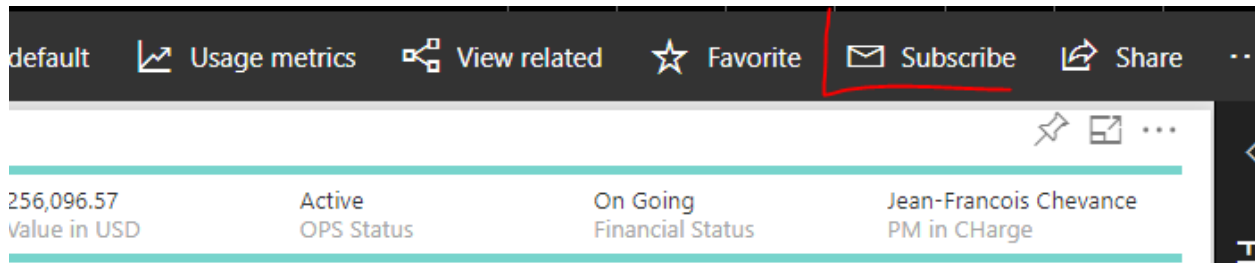 default Usage metrics View related Favorite Subscribe Share ...
256,096.57 Active On Going Jean-Francois Chevance
Value in USD OPS Status Financial Status PM in CHarge